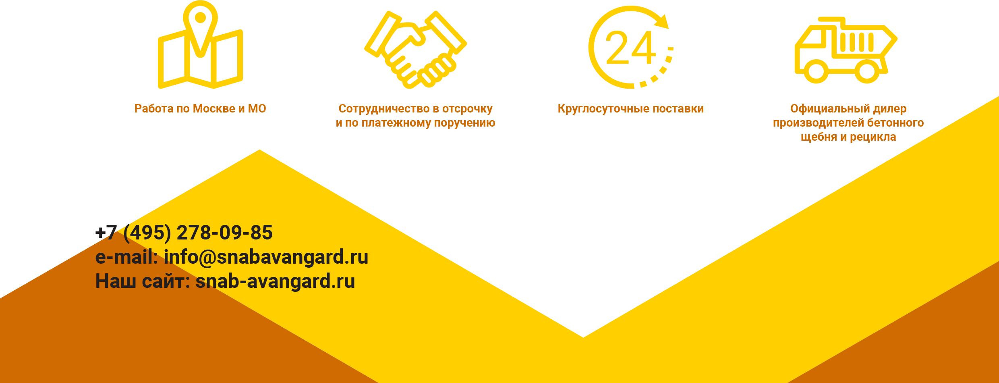 24
Работа по Москве и МО
Сотрудничество в отсрочку
и по платежному поручению
Круглосуточные поставки
Официальный дилер
производителей бетонного
щебня и рецикла
+7 (495) 278-09-85
e-mail: info@snabavangard.ru
Наш сайт: snab-avangard.ru